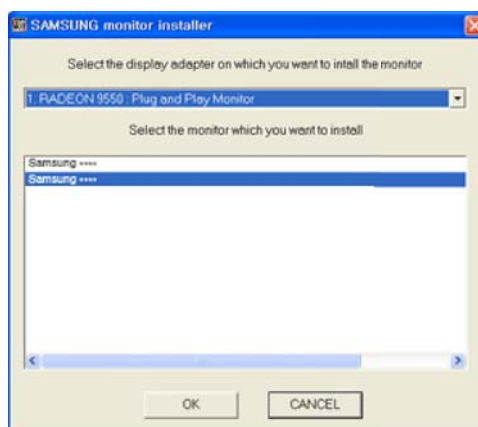 SAMSUNG monitor installer
Select the display adapter on which you want to intall the monitor
1: RADEON 9550 : Plug and Play Monitor
Select the monitor which you want to install
Samsung ****
Samsung ****
OK
CANCEL